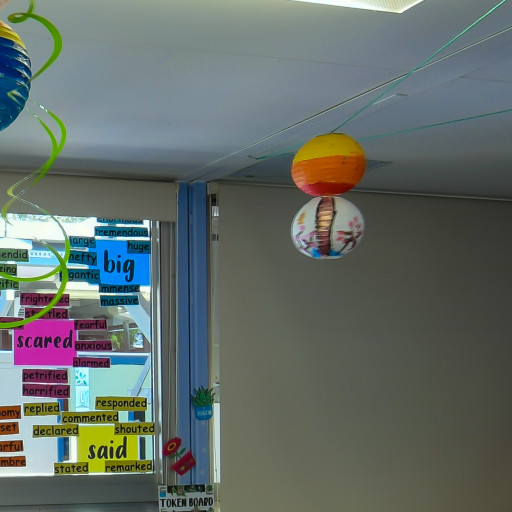 tremendous
large
huge
hefty
big
gigantic
immense
massive
frightened
fearful
scared
anxious
alarmed
petrified
horrified
replied
responded
commented
declared
shouted
said
stated
remarked
TOKEN BOARD